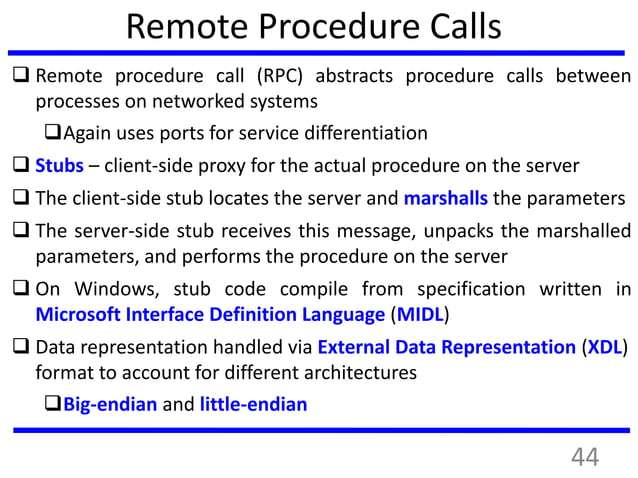 Remote Procedure Calls
❑ Remote procedure call (RPC) abstracts procedure calls between
processes on networked systems
❑Again uses ports for service differentiation
❑ Stubs – client-side proxy for the actual procedure on the server
❑ The client-side stub locates the server and marshalls the parameters
❑ The server-side stub receives this message, unpacks the marshalled
parameters, and performs the procedure on the server
❑ On Windows, stub code compile from specification written in
Microsoft Interface Definition Language (MIDL)
❑ Data representation handled via External Data Representation (XDL)
format to account for different architectures
❑Big-endian and little-endian
44